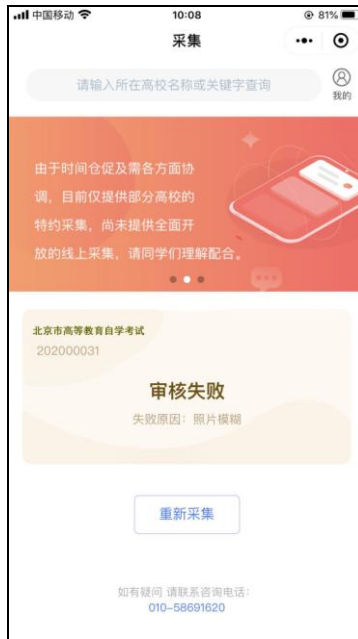 中国移动 10:08 81%
采集
请输入所在高校名称或关键字查询
我的
由于时间仓促及需各方面协
调，目前仅提供部分高校的
特约采集，尚未提供全面开
放的线上采集，请同学们理解配合。
北京市高等教育自学考试
202000031
审核失败
失败原因：照片模糊
重新采集
如有疑问 请联系咨询电话：
010-58691620